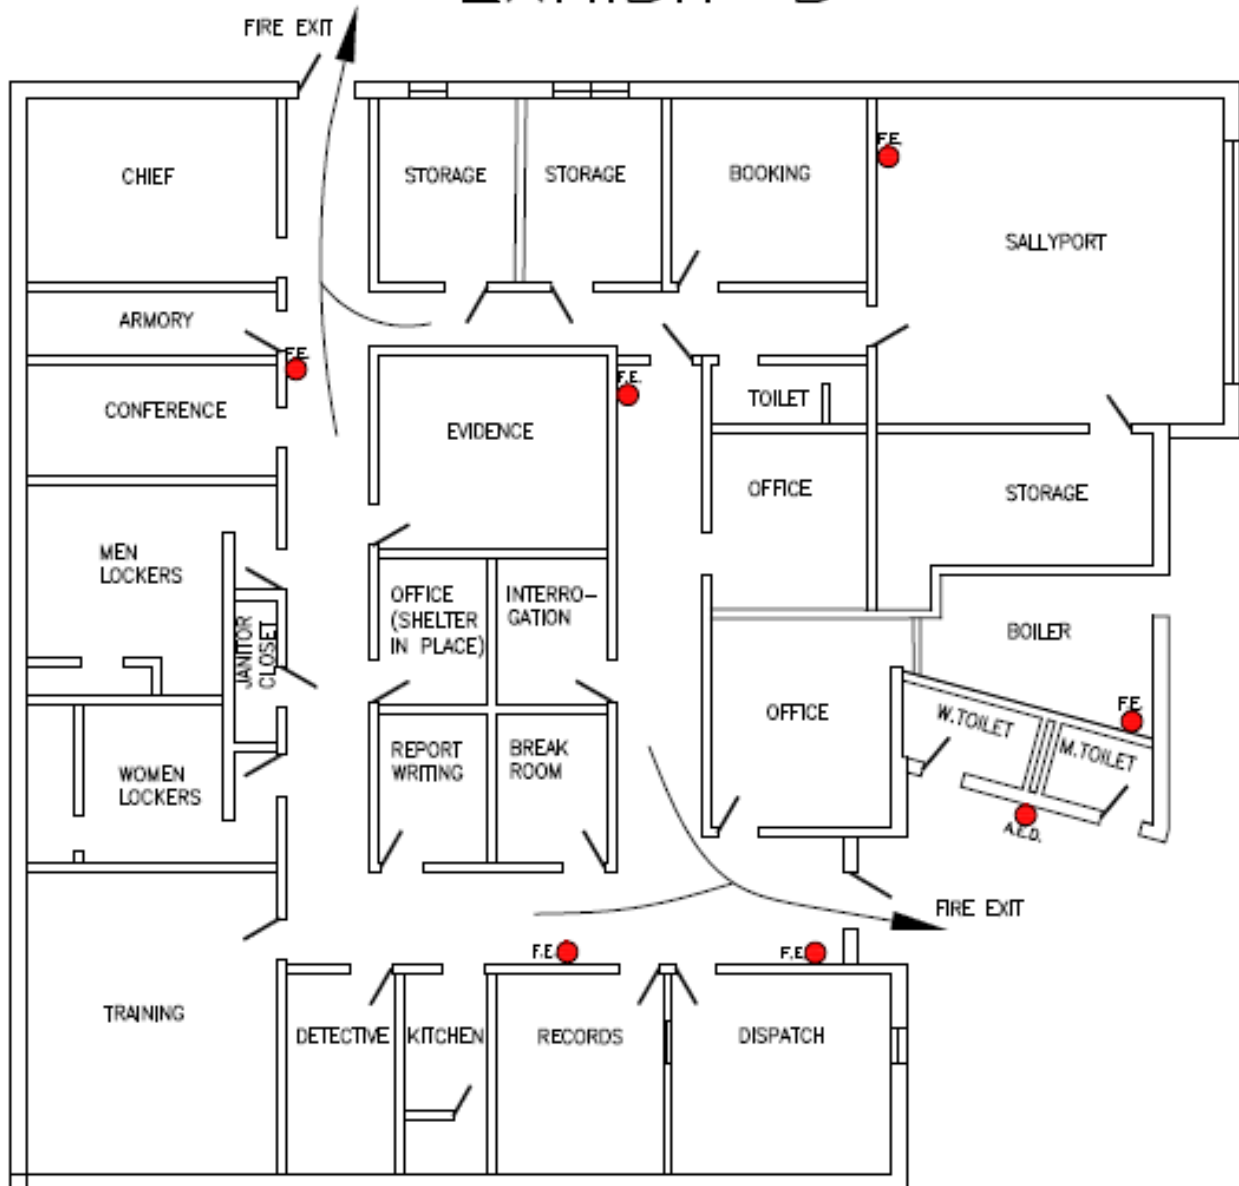 FIRE EXIT
CHIEF
STORAGE
STORAGE
BOOKING
F.E.
SALLYPORT
ARMORY
F.E.
CONFERENCE
EVIDENCE
F.E.
TOILET
OFFICE
STORAGE
MEN
LOCKERS
JANITOR
CLOSET
OFFICE
(SHELTER
IN PLACE)
INTERRO-
GATION
BOILER
OFFICE
F.E.
W.TOILET
M.TOILET
A.E.D.
WOMEN
LOCKERS
REPORT
WRITING
BREAK
ROOM
FIRE EXIT
F.E.
F.E.
TRAINING
DETECTIVE
KITCHEN
RECORDS
DISPATCH